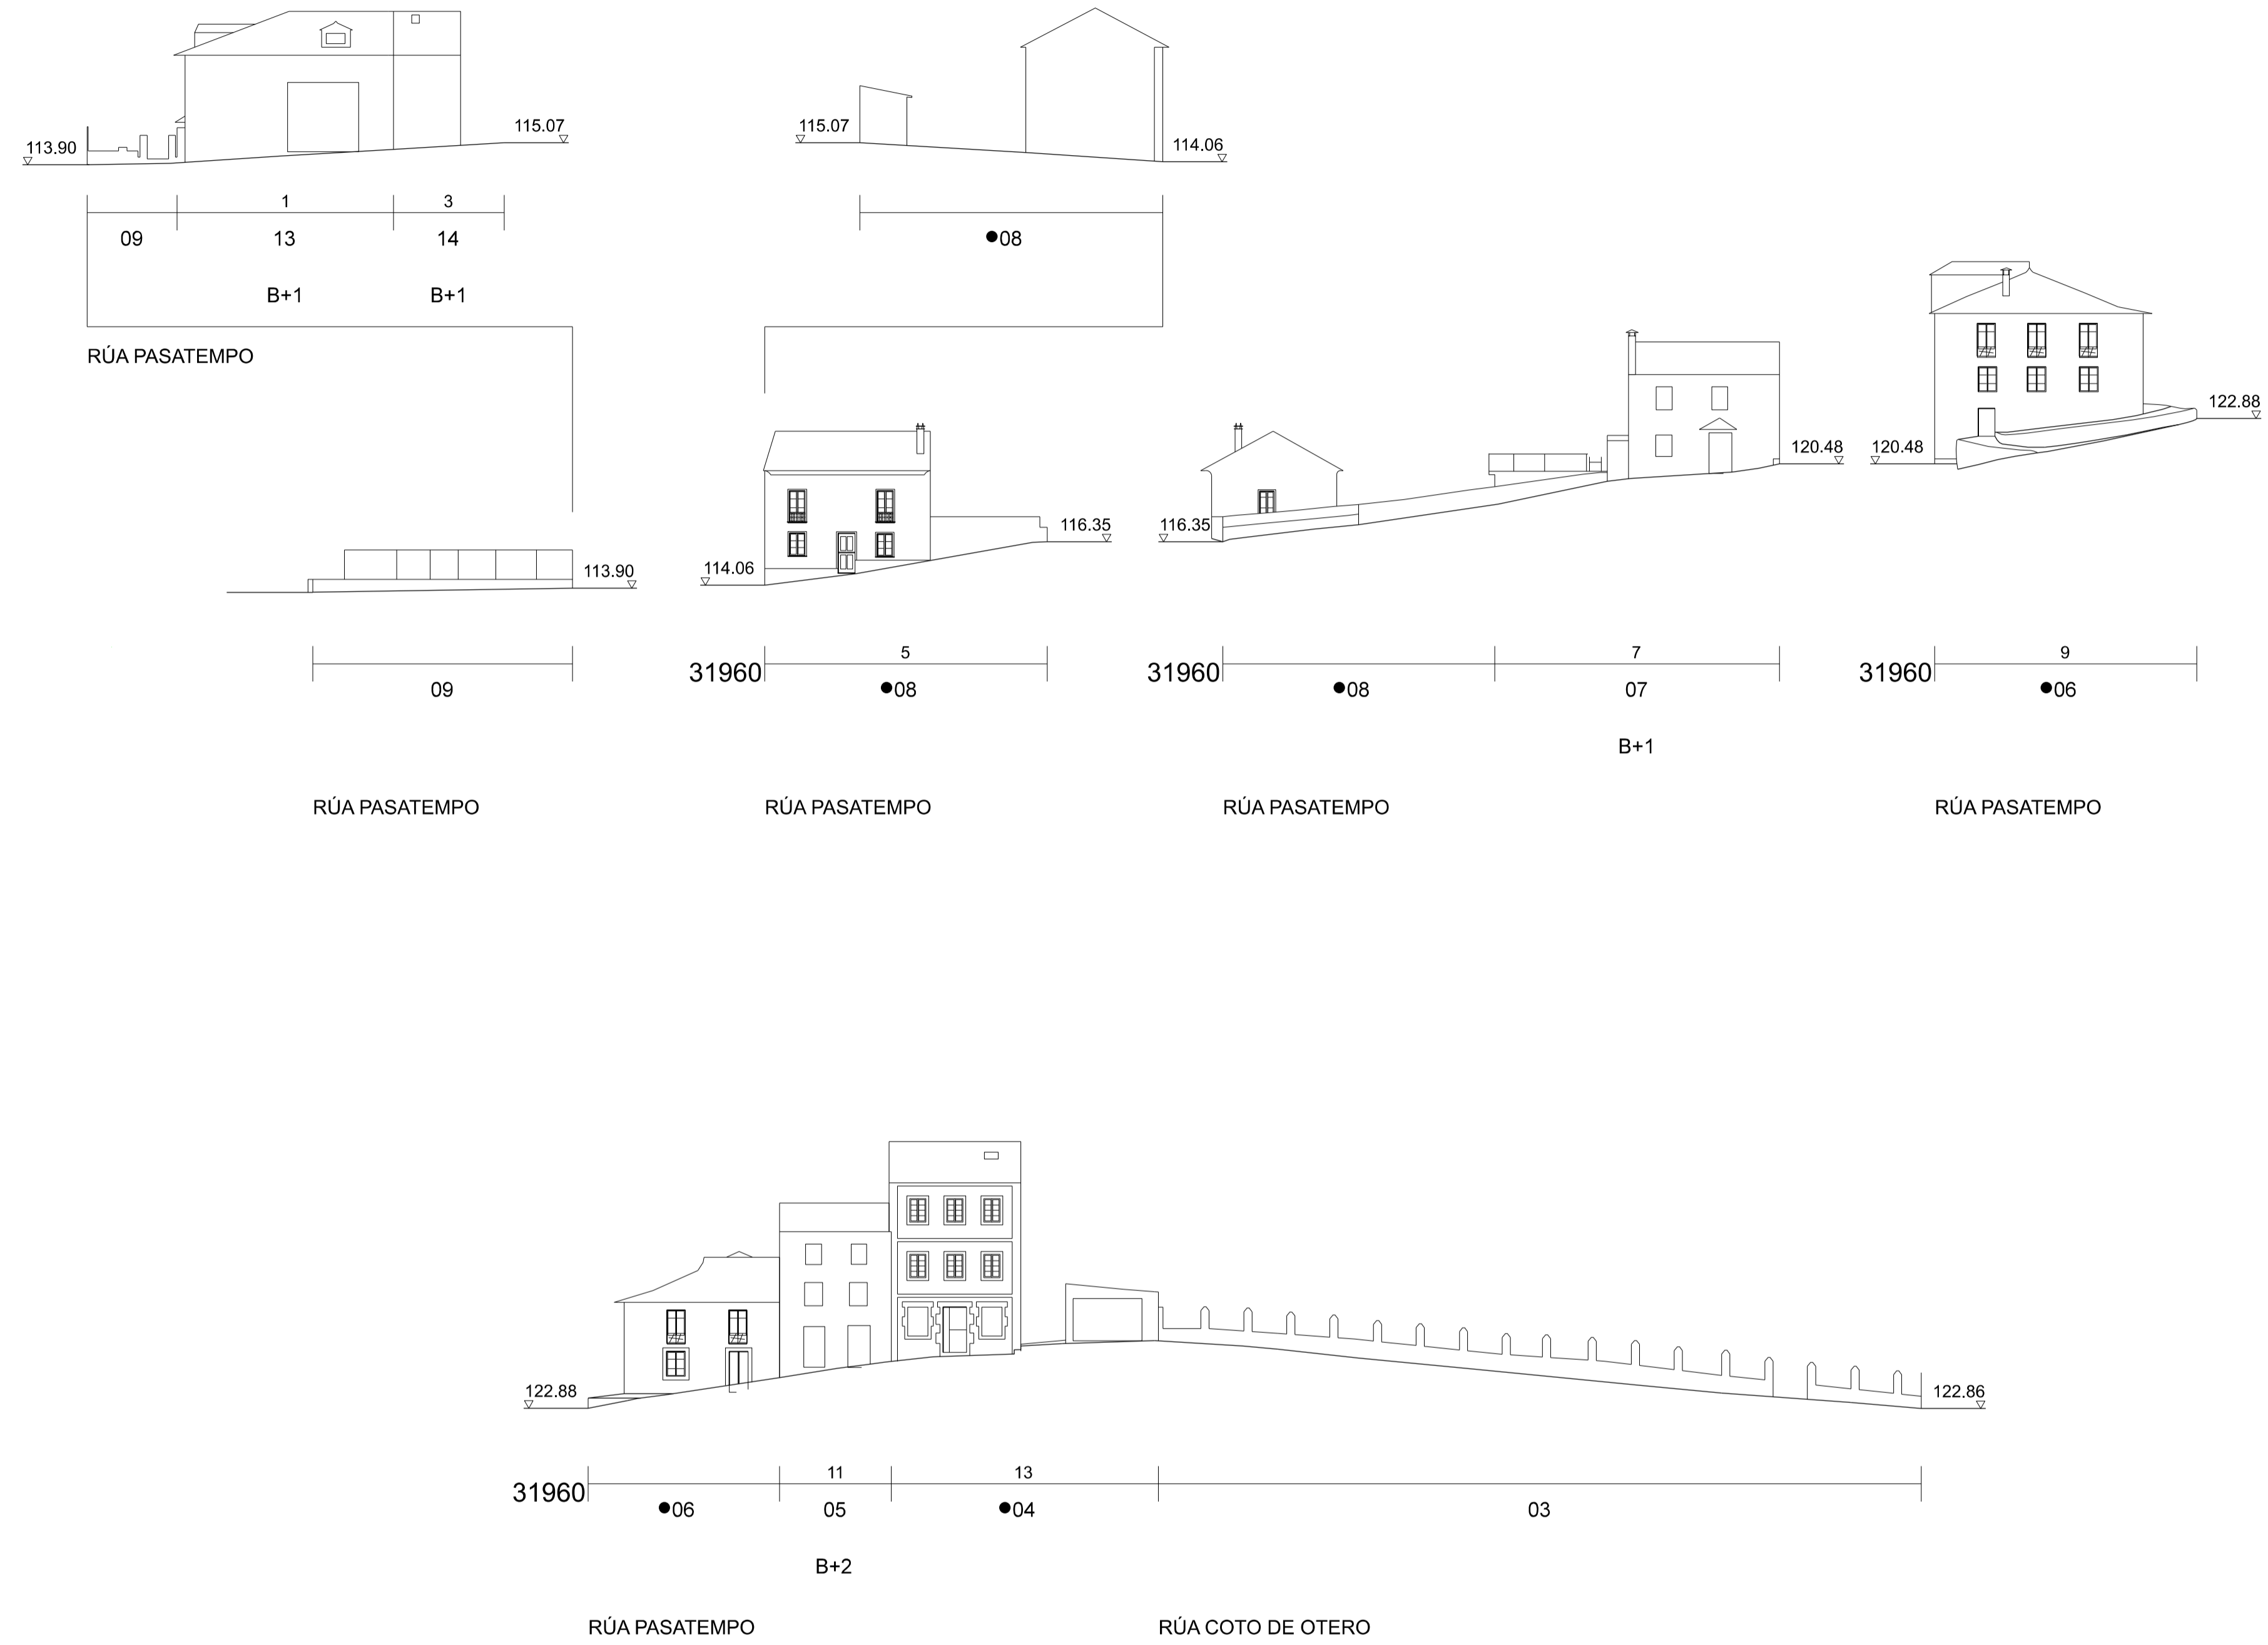 113.90
115.07
1 3
09 13 14
B+1 B+1
RÚA PASATEMPO
115.07
114.06
●08
113.90
09
RÚA PASATEMPO
114.06
116.35
5
31960
●08
RÚA PASATEMPO
116.35
120.48
7
31960
●08 07
B+1
RÚA PASATEMPO
120.48
122.88
9
31960
●06
RÚA PASATEMPO
122.88
122.86
11 13
31960
●06 05 ●04 03
B+2
RÚA PASATEMPO RÚA COTO DE OTERO